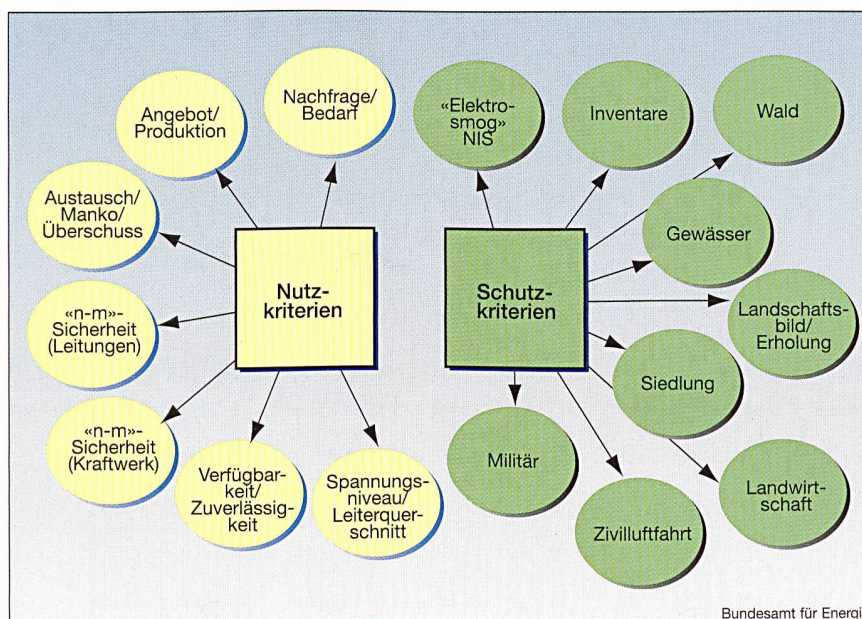 Nachfrage/
Bedarf
Angebot/
Produktion
Austausch/
Manko/
Überschuss
«n-m»-
Sicherheit
(Leitungen)
«n-m»-
Sicherheit
(Kraftwerk)
Verfügbar-
keit/
Zuverlässig-
keit
Spannungs-
niveau/
Leiterquer-
schnitt
Nutz-
kriterien
Schutz-
kriterien
«Elektro-
smog»
NIS
Inventare
Wald
Gewässer
Landschafts-
bild/
Erholung
Siedlung
Landwirt-
schaft
Zivilluftfahrt
Militär
Bundesamt für Energi